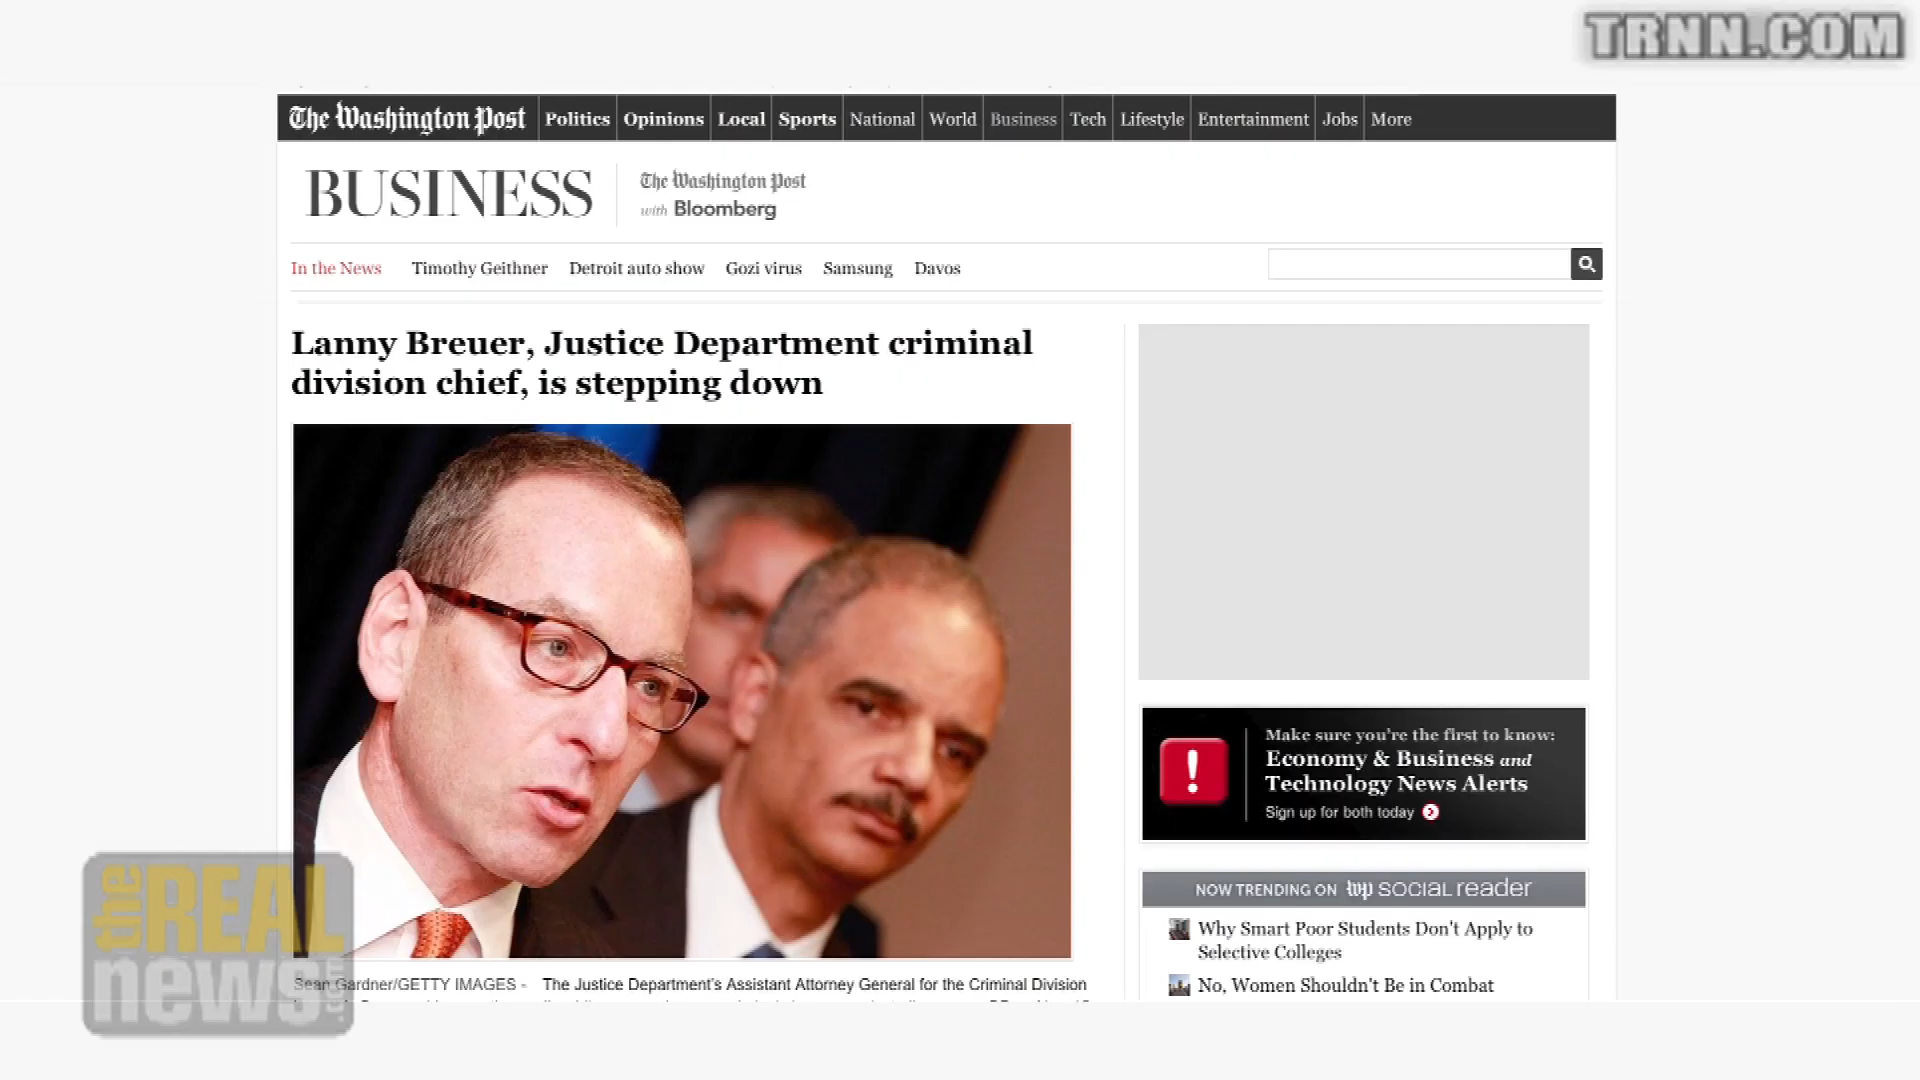 TRNN.COM
The Washington Post Politics Opinions Local Sports National World Business Tech Lifestyle Entertainment Jobs More
BUSINESS
The Washington Post
with Bloomberg
In the News Timothy Geithner Detroit auto show Gozi virus Samsung Davos
Lanny Breuer, Justice Department criminal
division chief, is stepping down
Make sure you're the first to know:
Economy & Business and
Technology News Alerts
Sign up for both today
NOW TRENDING ON wp SOCIAL READER
Why Smart Poor Students Don't Apply to
Selective Colleges
No, Women Shouldn't Be in Combat
Sean Gardner/GETTY IMAGES - The Justice Department's Assistant Attorney General for the Criminal Division
the REAL
news.com